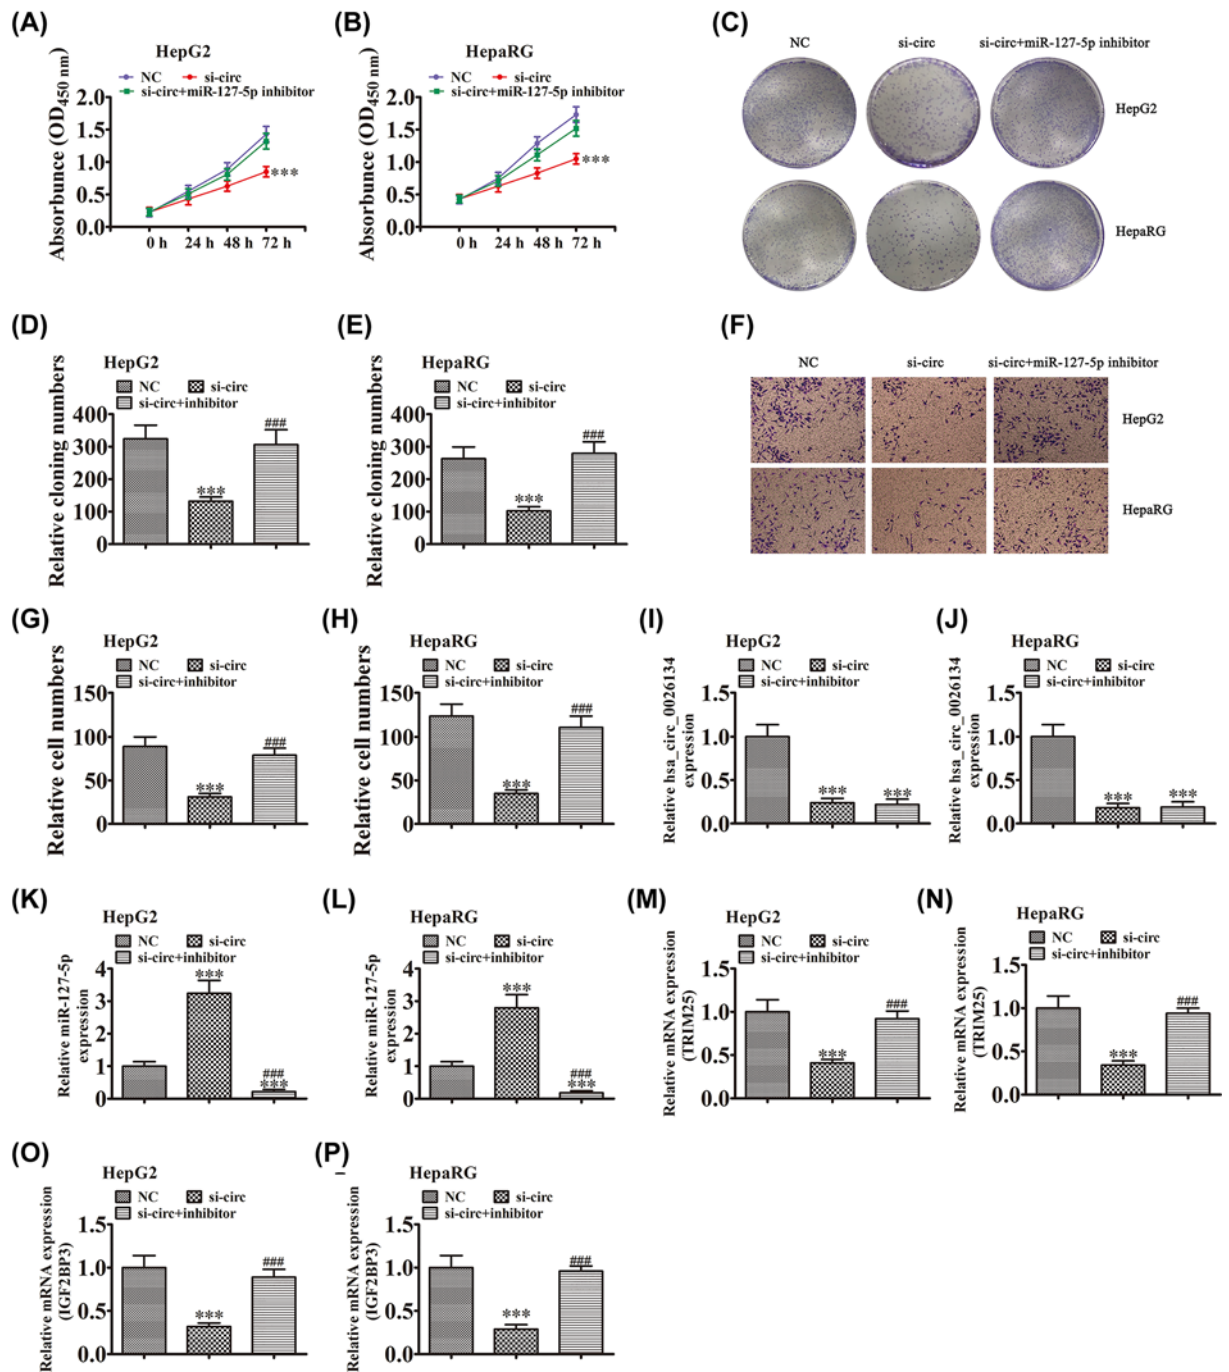 (A)
HepG2
NC si-circ
si-circ+miR-127-5p inhibitor
Absorbunce (OD450 nm)
2.0
1.5
1.0
0.5
0.0
***
0 h 24 h 48 h 72 h
(B)
HepaRG
NC si-circ
si-circ+miR-127-5p inhibitor
Absorbunce (OD450 nm)
2.0
1.5
1.0
0.5
0.0
***
0 h 24 h 48 h 72 h
(C)
NC si-circ si-circ+miR-127-5p inhibitor
HepG2
HepaRG
(D)
HepG2
NC si-circ
si-circ+inhibitor
Relative cloning numbers
400
300
200
100
0
***
###
(E)
HepaRG
NC si-circ
si-circ+inhibitor
Relative cloning numbers
400
300
200
100
0
***
###
(F)
NC si-circ si-circ+miR-127-5p inhibitor
HepG2
HepaRG
(G)
HepG2
NC si-circ
si-circ+inhibitor
Relative cell numbers
150
100
50
0
***
###
(H)
HepaRG
NC si-circ
si-circ+inhibitor
Relative cell numbers
150
100
50
0
***
###
(I)
HepG2
NC si-circ
si-circ+inhibitor
Relative hsa_circ_0026134
expression
1.5
1.0
0.5
0.0
*** ***
(J)
HepaRG
NC si-circ
si-circ+inhibitor
Relative hsa_circ_0026134
expression
1.5
1.0
0.5
0.0
*** ***
(K)
HepG2
NC si-circ
si-circ+inhibitor
Relative miR-127-5p
expression
4
3
2
1
0
***
###
***
(L)
HepaRG
NC si-circ
si-circ+inhibitor
Relative miR-127-5p
expression
4
3
2
1
0
***
###
***
(M)
HepG2
NC si-circ
si-circ+inhibitor
Relative mRNA expression
(TRIM25)
1.5
1.0
0.5
0.0
***
###
(N)
HepaRG
NC si-circ
si-circ+inhibitor
Relative mRNA expression
(TRIM25)
1.5
1.0
0.5
0.0
***
###
(O)
HepG2
NC si-circ
si-circ+inhibitor
Relative mRNA expression
(IGF2BP3)
1.5
1.0
0.5
0.0
***
###
(P)
HepaRG
NC si-circ
si-circ+inhibitor
Relative mRNA expression
(IGF2BP3)
1.5
1.0
0.5
0.0
***
###